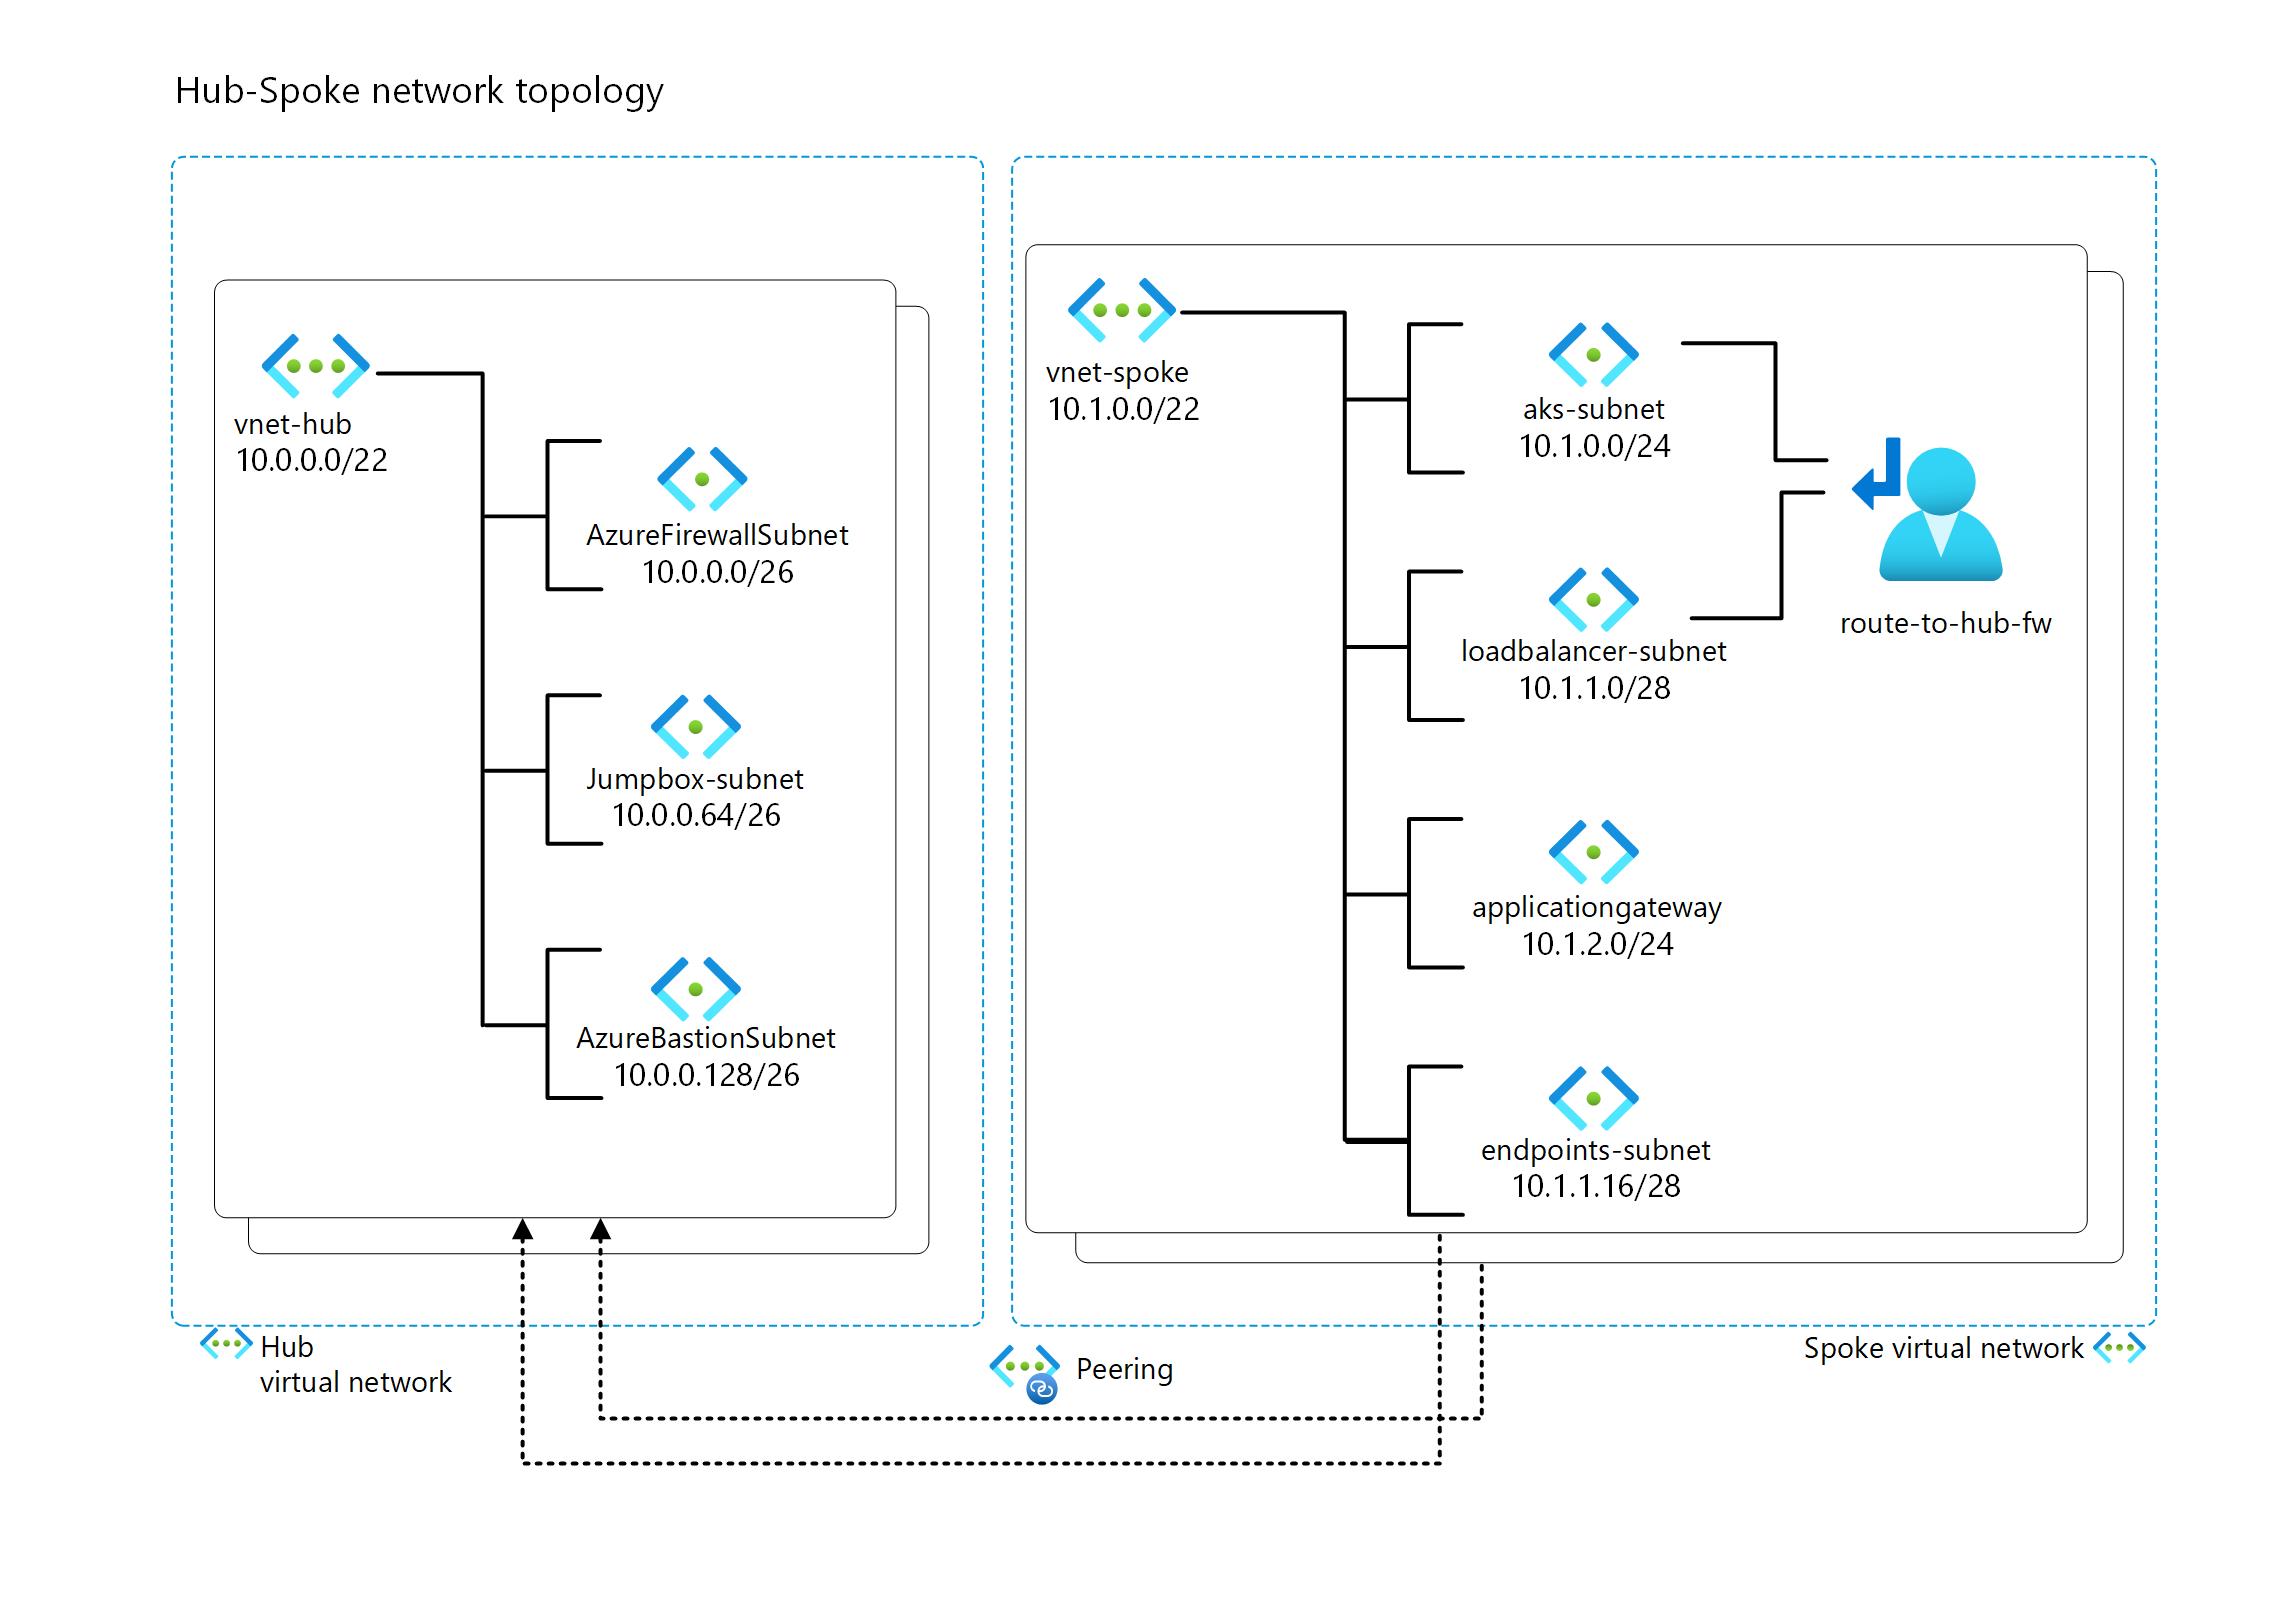 Hub-Spoke network topology
vnet-hub
10.0.0.0/22
AzureFirewallSubnet
10.0.0.0/26
Jumpbox-subnet
10.0.0.64/26
AzureBastionSubnet
10.0.0.128/26
Hub
virtual network
vnet-spoke
10.1.0.0/22
aks-subnet
10.1.0.0/24
loadbalancer-subnet
10.1.1.0/28
route-to-hub-fw
applicationgateway
10.1.2.0/24
endpoints-subnet
10.1.1.16/28
Spoke virtual network
Peering